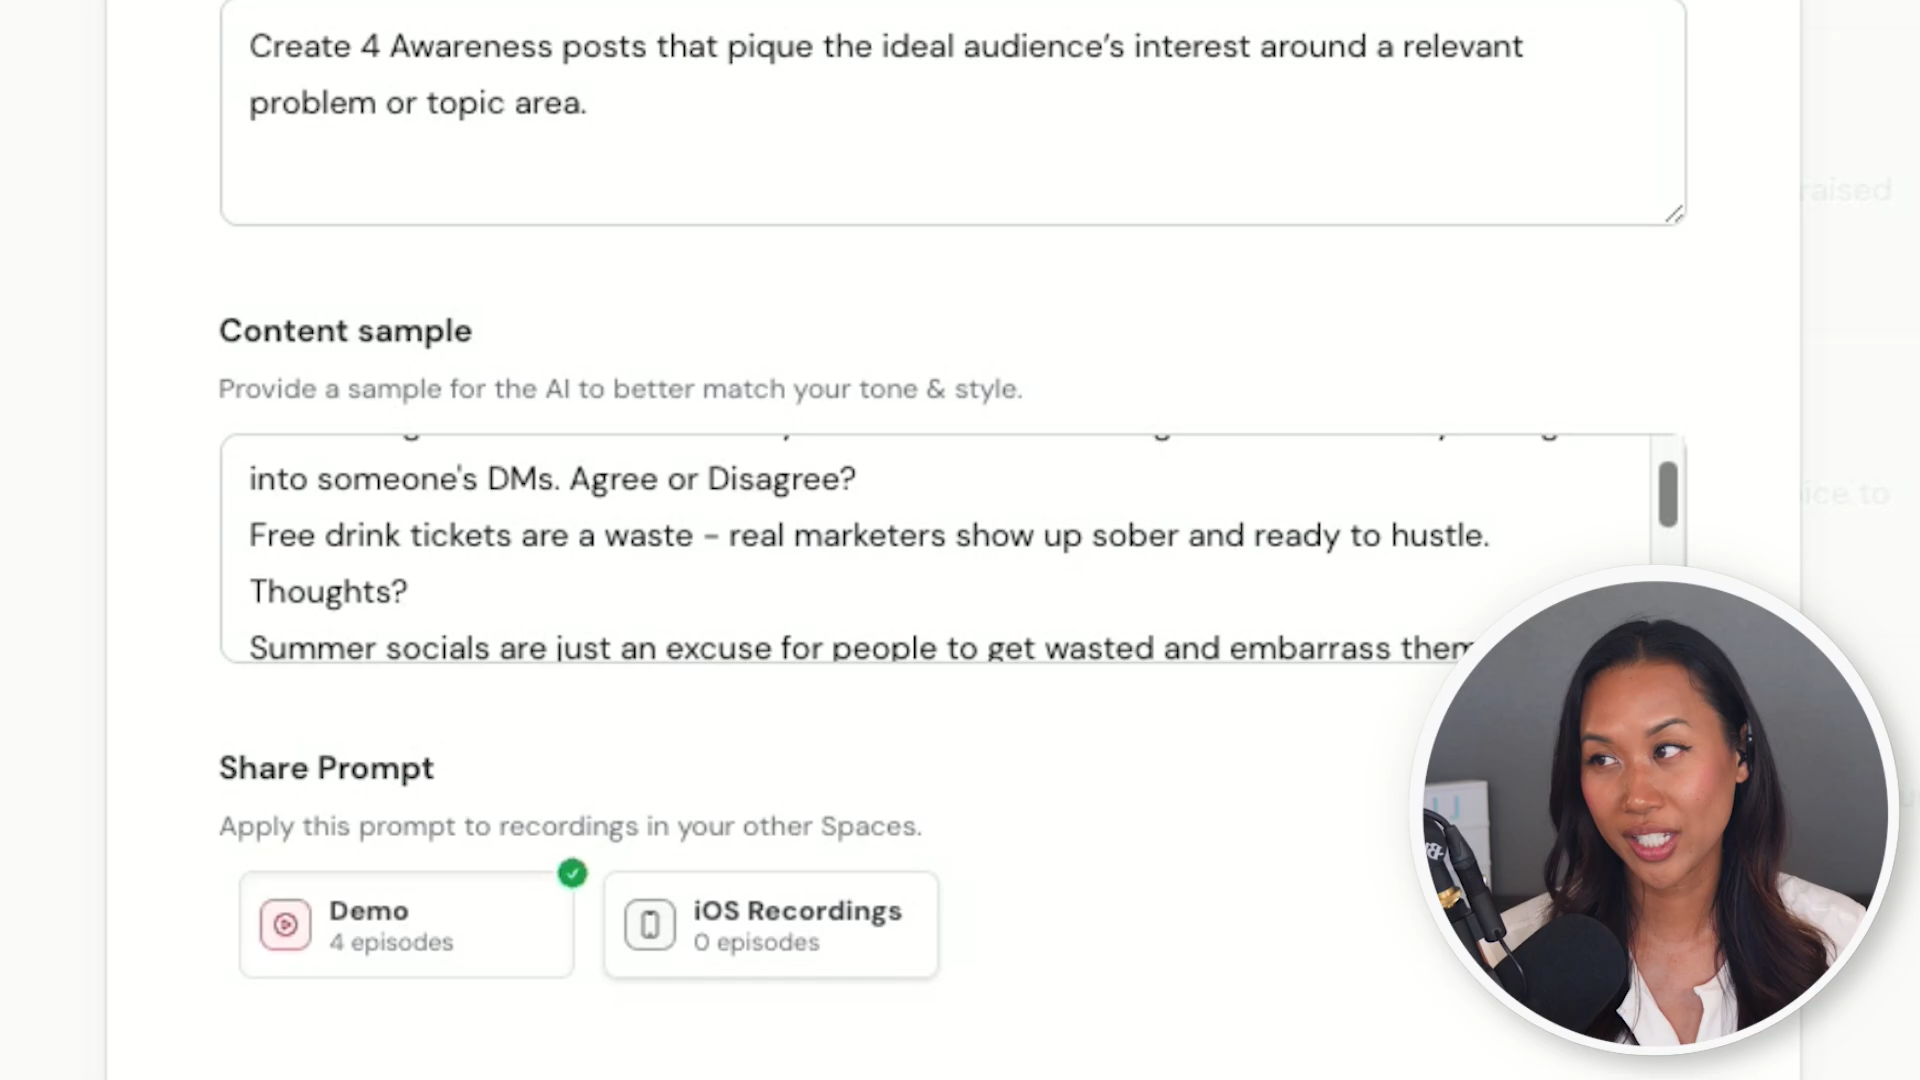 Create 4 Awareness posts that pique the ideal audience's interest around a relevant
problem or topic area.
raised
Content sample
Provide a sample for the AI to better match your tone & style.
into someone's DMs. Agree or Disagree?
Free drink tickets are a waste – real marketers show up sober and ready to hustle.
Thoughts?
Summer socials are just an excuse for people to get wasted and embarrass
to
Share Prompt
Apply this prompt to recordings in your other Spaces.
Demo
4 episodes
iOS Recordings
0 episodes